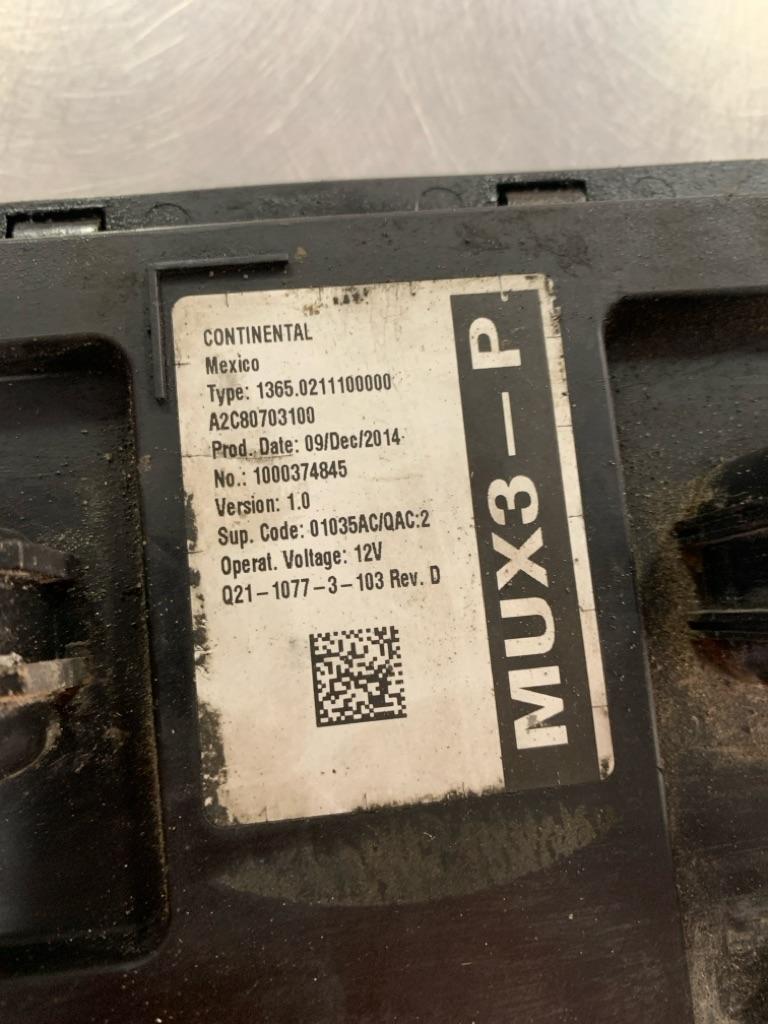 CONTINENTAL
Mexico
Type: 1365.0211100000
A2C80703100
Prod. Date: 09/Dec/2014
No.: 1000374845
Version: 1.0
Sup. Code: 01035AC/QAC:2
Operat. Voltage: 12V
Q21-1077-3-103 Rev. D
MUX3-P